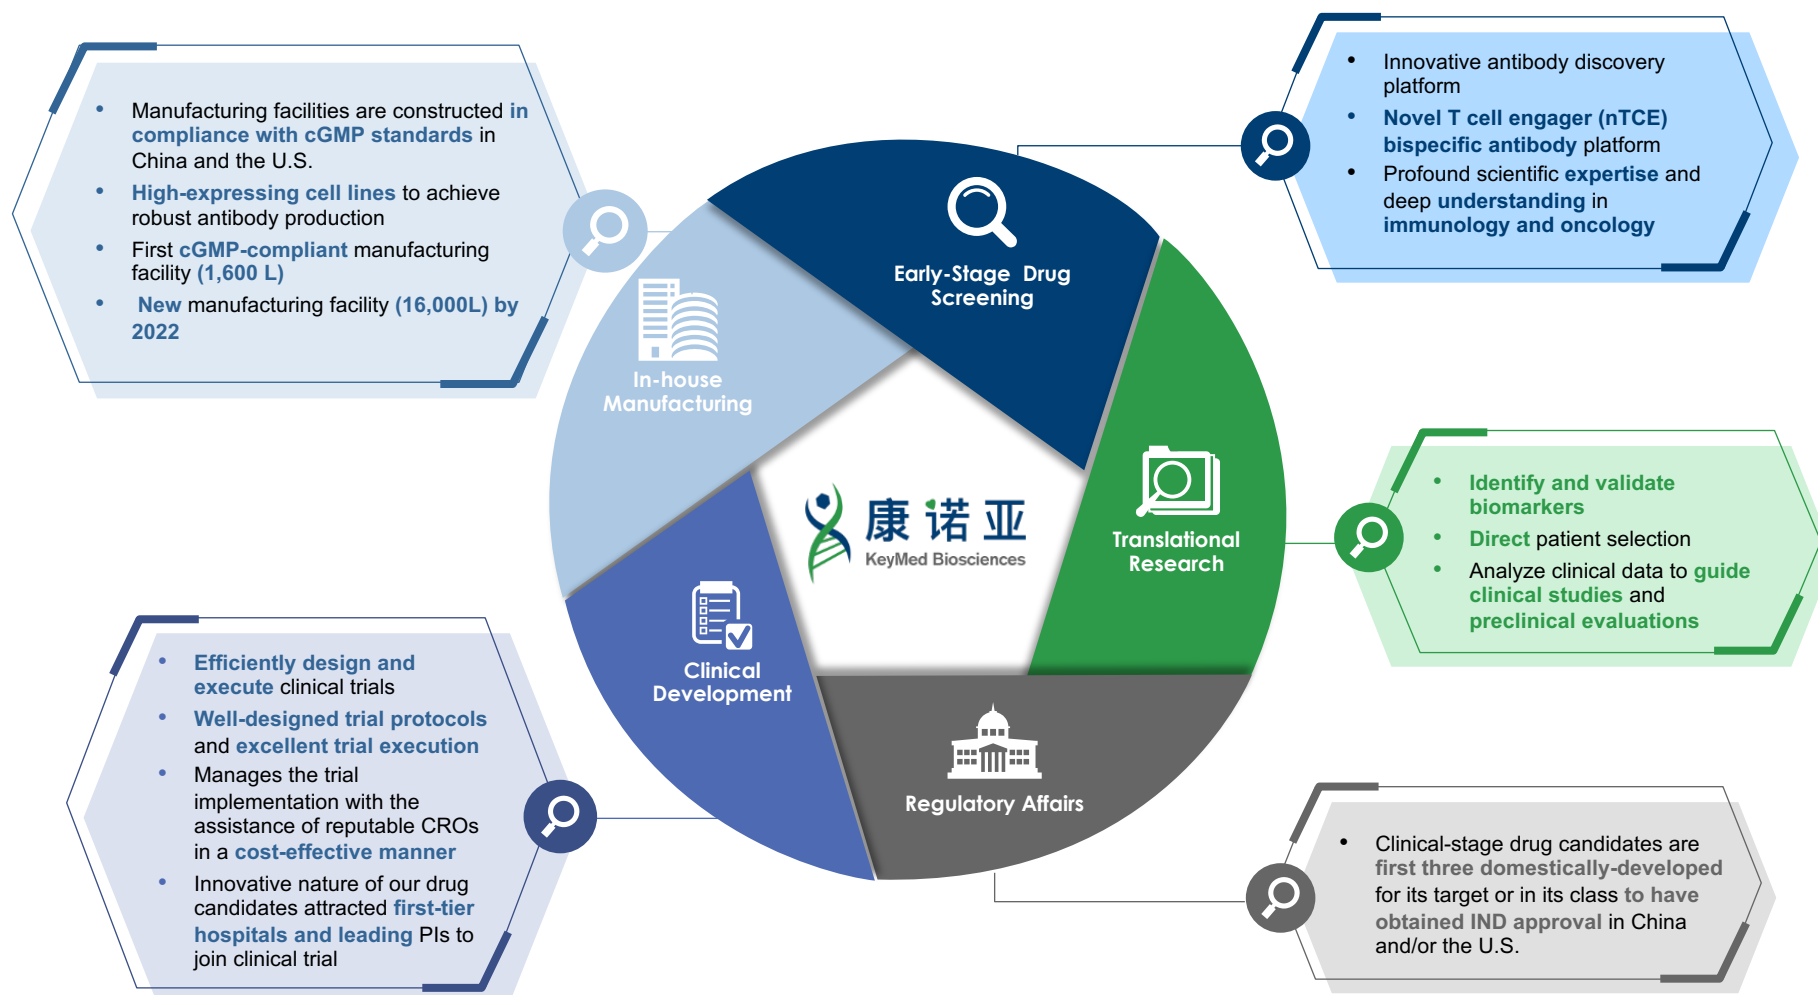 • Manufacturing facilities are constructed in
compliance with cGMP standards in
China and the U.S.
• High-expressing cell lines to achieve
robust antibody production
• First cGMP-compliant manufacturing
facility (1,600 L)
• New manufacturing facility (16,000L) by
2022
• Innovative antibody discovery
platform
• Novel T cell engager (nTCE)
bispecific antibody platform
• Profound scientific expertise and
deep understanding in
immunology and oncology
Early-Stage Drug
Screening
In-house
Manufacturing
康诺亚
KeyMed Biosciences
Translational
Research
• Identify and validate
biomarkers
• Direct patient selection
• Analyze clinical data to guide
clinical studies and
preclinical evaluations
Clinical
Development
Regulatory Affairs
• Efficiently design and
execute clinical trials
• Well-designed trial protocols
and excellent trial execution
• Manages the trial
implementation with the
assistance of reputable CROs
in a cost-effective manner
• Innovative nature of our drug
candidates attracted first-tier
hospitals and leading PIs to
join clinical trial
• Clinical-stage drug candidates are
first three domestically-developed
for its target or in its class to have
obtained IND approval in China
and/or the U.S.